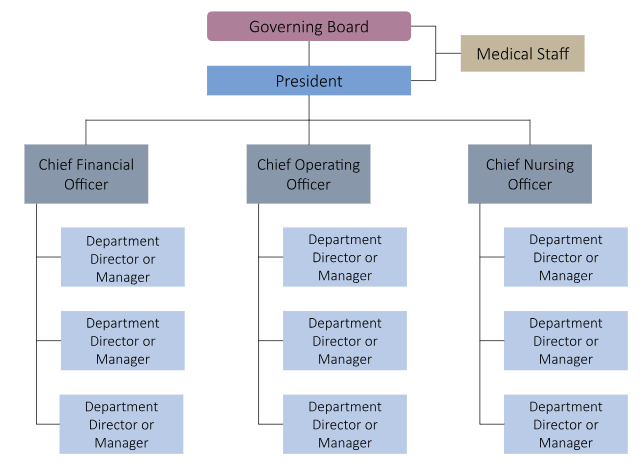 Governing Board
Medical Staff
President
Chief Financial
Officer
Chief Operating
Officer
Chief Nursing
Officer
Department
Director or
Manager
Department
Director or
Manager
Department
Director or
Manager
Department
Director or
Manager
Department
Director or
Manager
Department
Director or
Manager
Department
Director or
Manager
Department
Director or
Manager
Department
Director or
Manager